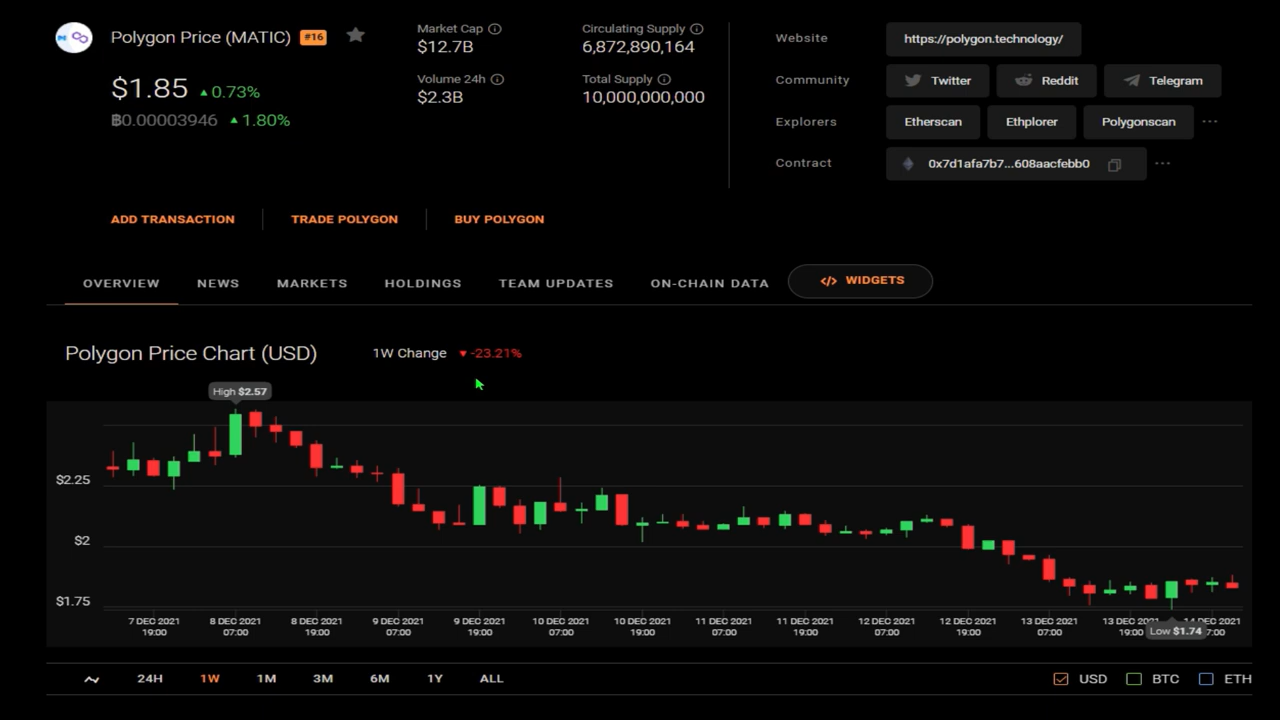 Polygon Price (MATIC) #16
$1.85 ▲ 0.73%
฿0.00003946 ▲ 1.80%
Market Cap
$12.7B
Volume 24h
$2.3B
Circulating Supply
6,872,890,164
Total Supply
10,000,000,000
Website https://polygon.technology/
Community Twitter Reddit Telegram
Explorers Etherscan Ethplorer Polygonscan ...
Contract 0x7d1afa7b7...608aacfebb0 ...
ADD TRANSACTION TRADE POLYGON BUY POLYGON
OVERVIEW NEWS MARKETS HOLDINGS TEAM UPDATES ON-CHAIN DATA </> WIDGETS
Polygon Price Chart (USD) 1W Change ▼ -23.21%
High $2.57
$2.25
$2
$1.75
7 DEC 2021 8 DEC 2021 8 DEC 2021 9 DEC 2021 9 DEC 2021 10 DEC 2021 10 DEC 2021 11 DEC 2021 11 DEC 2021 12 DEC 2021 12 DEC 2021 13 DEC 2021 13 DEC 2021 14 DEC 2021
19:00 07:00 19:00 07:00 19:00 07:00 19:00 07:00 19:00 07:00 19:00 07:00 19:00 7:00
Low $1.74
24H 1W 1M 3M 6M 1Y ALL USD BTC ETH